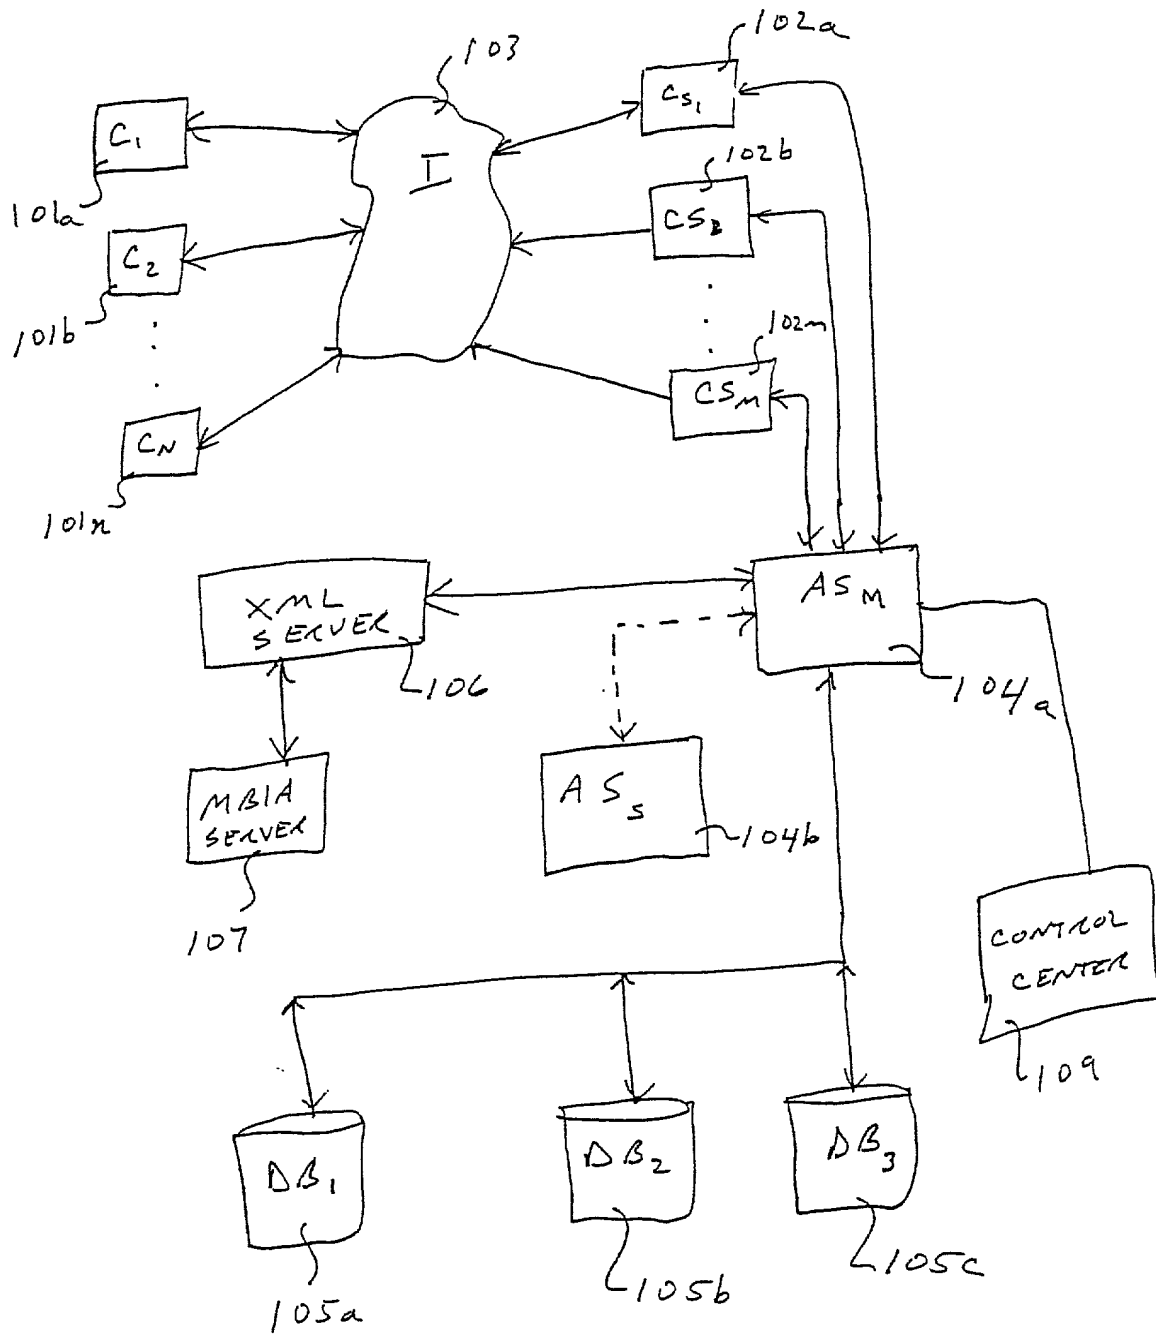 103
102a
C1
I
CS1
101a
102b
C2
CS2
101b
102m
CSM
CN
101n
XML
SERVER
106
ASM
104a
MBIA
SERVER
107
ASS
104b
CONTROL
CENTER
109
DB1
DB2
DB3
105a
105b
105c